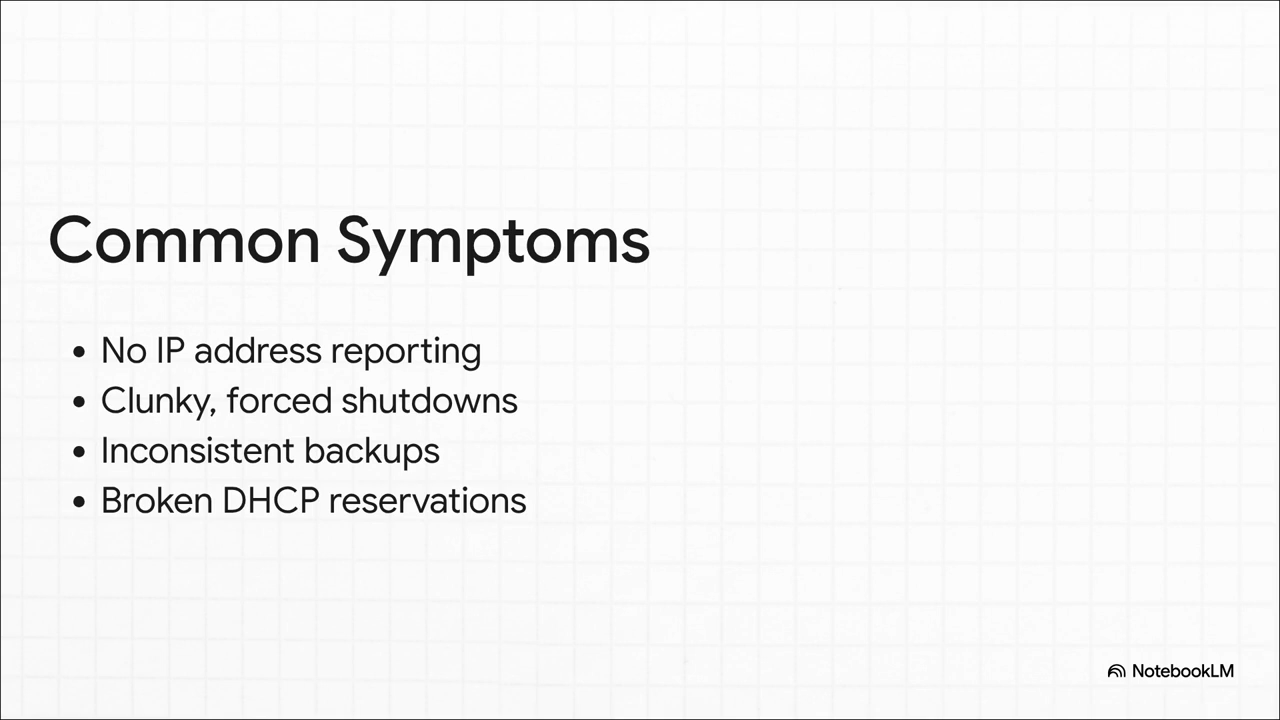 Common Symptoms
• No IP address reporting
• Clunky, forced shutdowns
• Inconsistent backups
• Broken DHCP reservations
NotebookLM